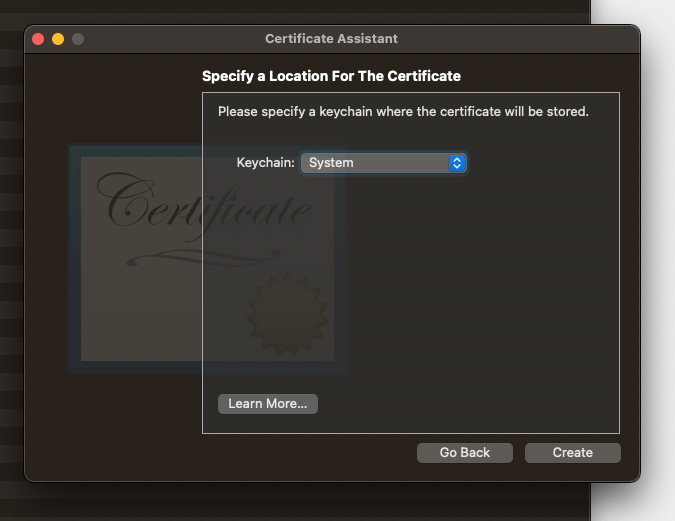 Certificate Assistant
Specify a Location For The Certificate
Please specify a keychain where the certificate will be stored.
Keychain: System
Certificate
Learn More...
Go Back Create